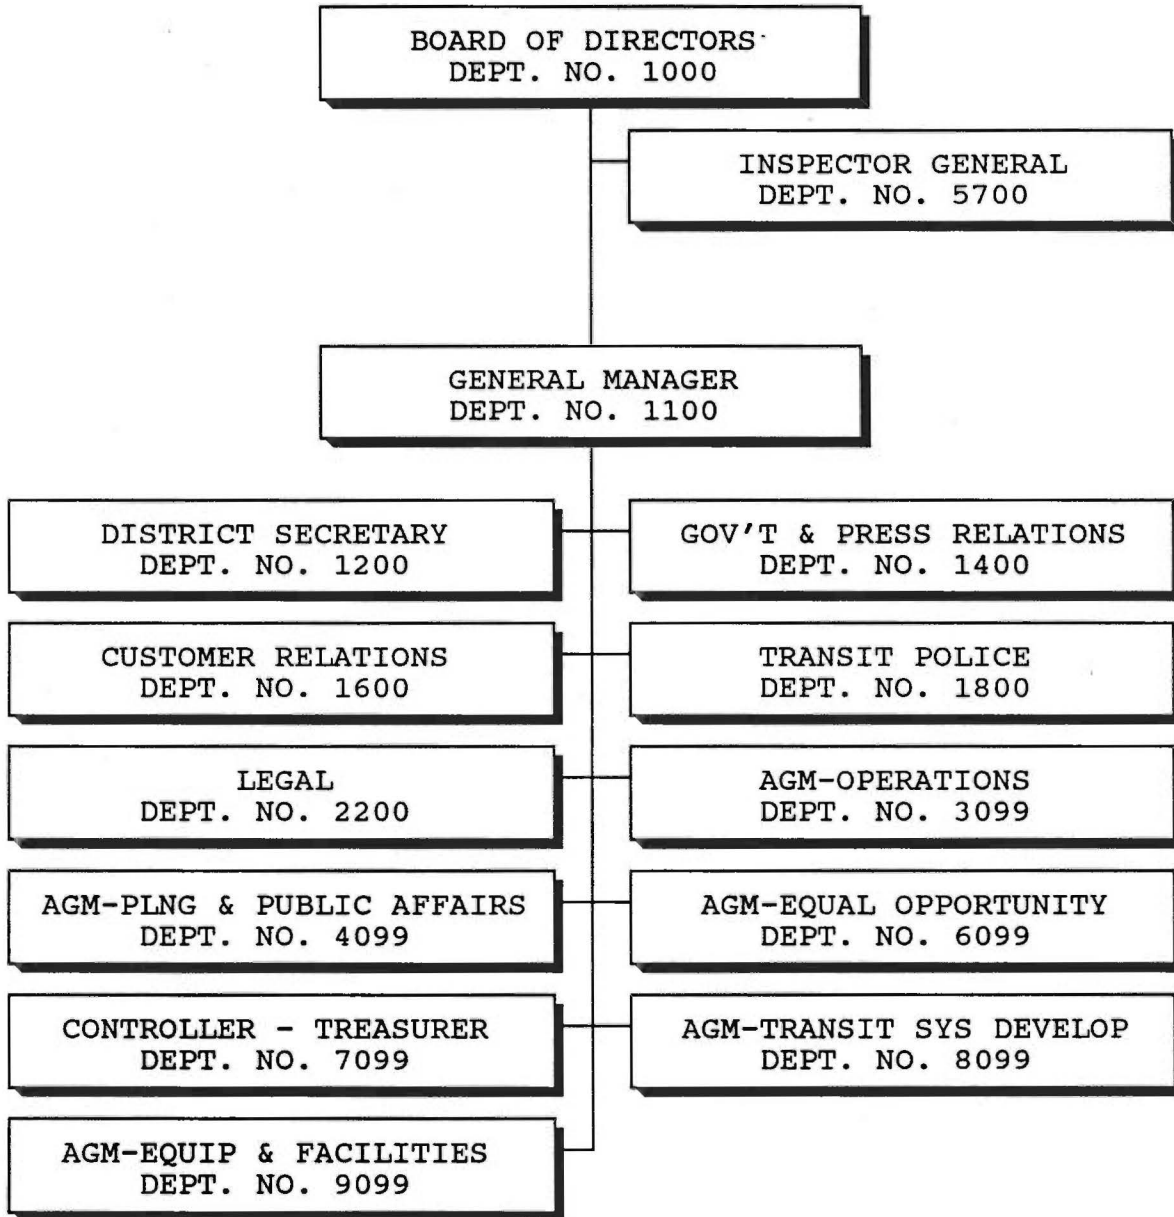 BOARD OF DIRECTORS
DEPT. NO. 1000
INSPECTOR GENERAL
DEPT. NO. 5700
GENERAL MANAGER
DEPT. NO. 1100
DISTRICT SECRETARY
DEPT. NO. 1200
GOV'T & PRESS RELATIONS
DEPT. NO. 1400
CUSTOMER RELATIONS
DEPT. NO. 1600
TRANSIT POLICE
DEPT. NO. 1800
LEGAL
DEPT. NO. 2200
AGM-OPERATIONS
DEPT. NO. 3099
AGM-PLNG & PUBLIC AFFAIRS
DEPT. NO. 4099
AGM-EQUAL OPPORTUNITY
DEPT. NO. 6099
CONTROLLER - TREASURER
DEPT. NO. 7099
AGM-TRANSIT SYS DEVELOP
DEPT. NO. 8099
AGM-EQUIP & FACILITIES
DEPT. NO. 9099